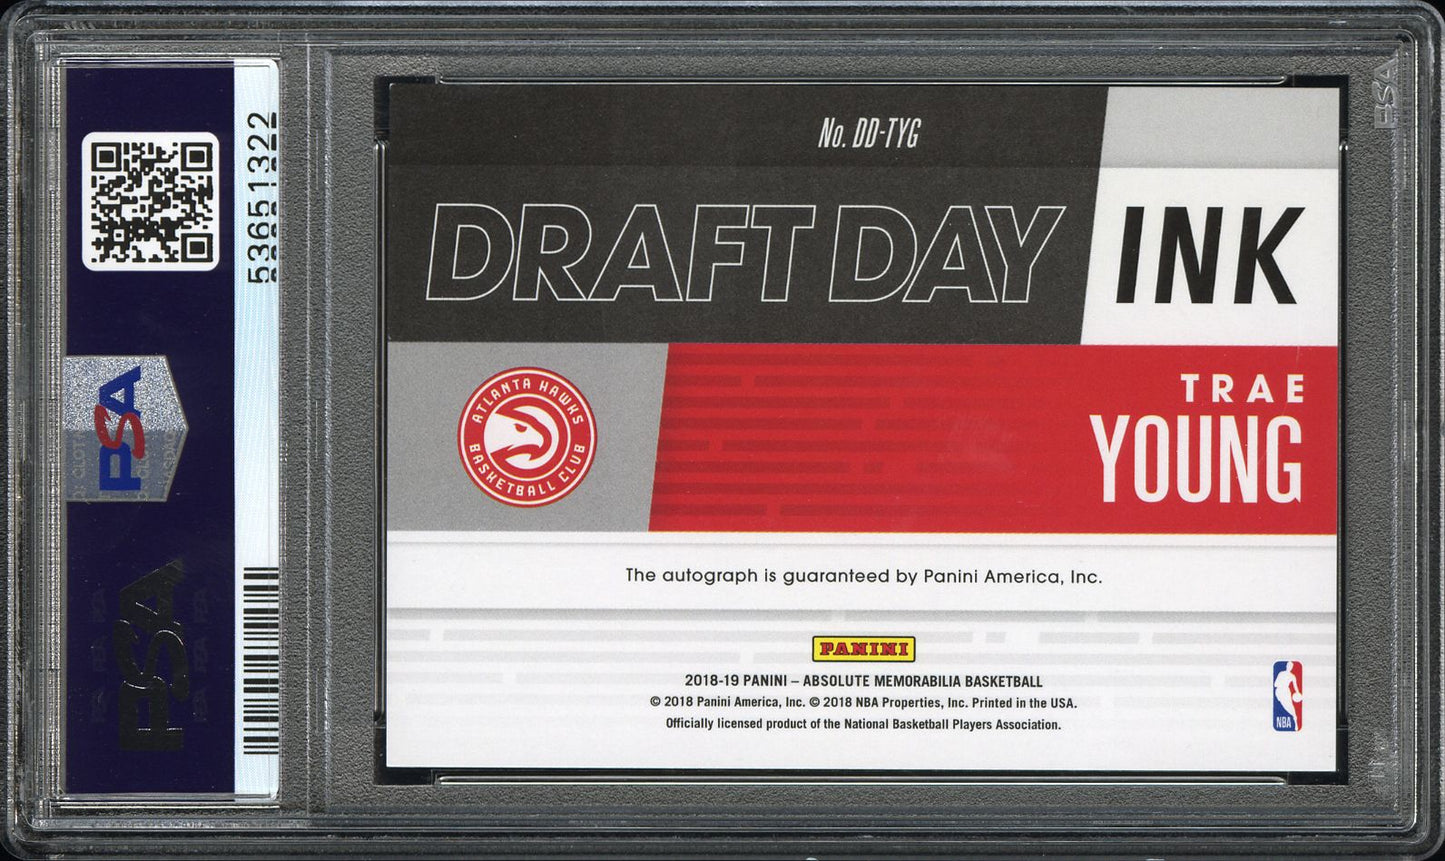 No. DD-TYG
DRAFT DAY INK
ATLANTA HAWKS
BASKETBALL CLUB
TRAE
YOUNG
The autograph is guaranteed by Panini America, Inc.
PANINI
2018-19 PANINI – ABSOLUTE MEMORABILIA BASKETBALL
© 2018 Panini America, Inc. © 2018 NBA Properties, Inc. Printed in the USA.
Officially licensed product of the National Basketball Players Association.
NBA
53651322
PSA
PSA
PSA